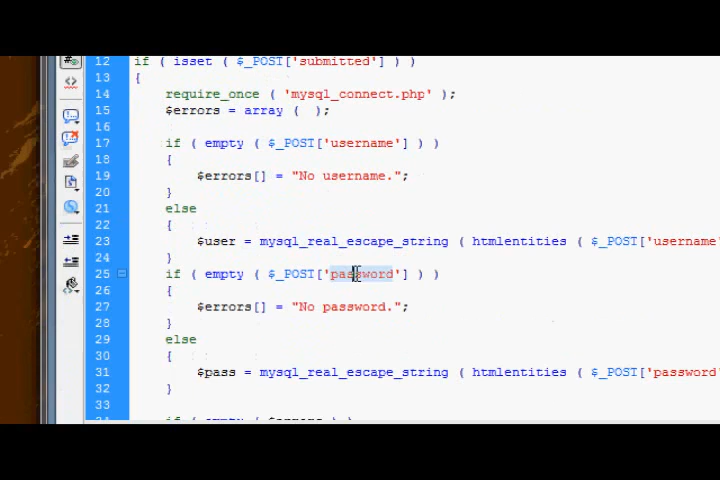 12 if ( isset ( $_POST['submitted'] ) )
13 {
14 require_once ( 'mysql_connect.php' );
15 $errors = array ( );
16
17 if ( empty ( $_POST['username'] ) )
18 {
19 $errors[] = "No username.";
20 }
21 else
22 {
23 $user = mysql_real_escape_string ( htmlentities ( $_POST['username'
24 }
25 if ( empty ( $_POST['password'] ) )
26 {
27 $errors[] = "No password.";
28 }
29 else
30 {
31 $pass = mysql_real_escape_string ( htmlentities ( $_POST['password'
32 }
33